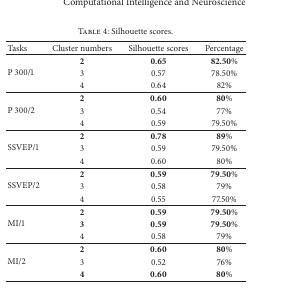 Computational Intelligence and Neuroscience
TABLE 4: Silhouette scores.
Tasks Cluster numbers Silhouette scores Percentage
2 0.65 82.50%
P 300/1 3 0.57 78.50%
4 0.64 82%
2 0.60 80%
P 300/2 3 0.54 77%
4 0.59 79.50%
2 0.78 89%
SSVEP/1 3 0.59 79.50%
4 0.60 80%
2 0.59 79.50%
SSVEP/2 3 0.58 79%
4 0.55 77.50%
2 0.59 79.50%
MI/1 3 0.59 79.50%
4 0.58 79%
2 0.60 80%
MI/2 3 0.52 76%
4 0.60 80%